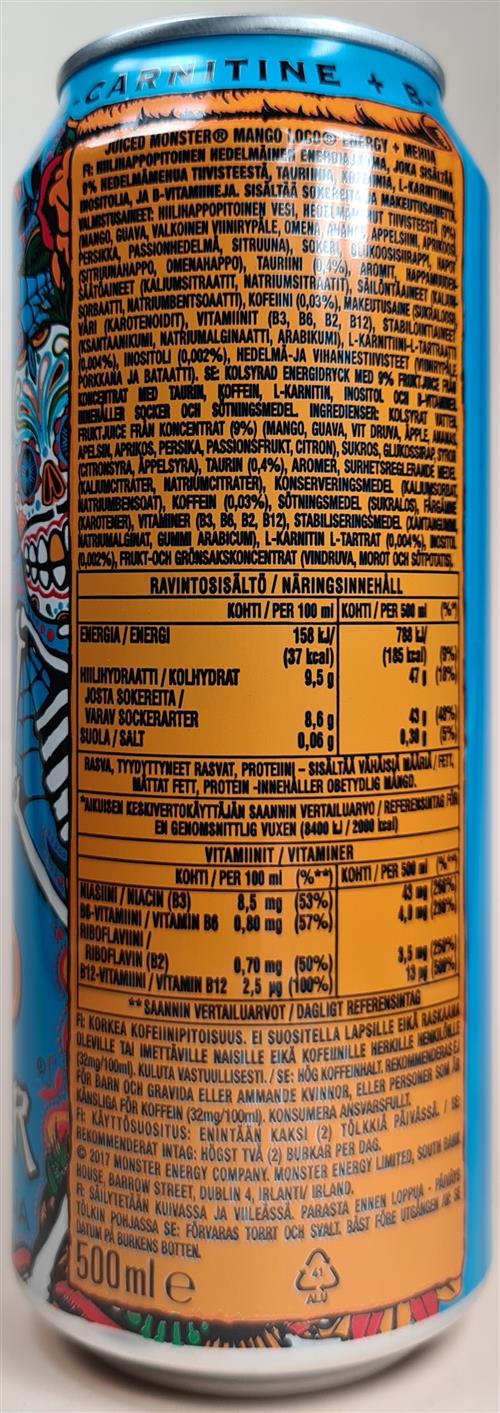 -CARNITINE + B-
JUICED MONSTER® MANGO LOCO® ENERGY + MEHUA
FI: HIILIHAPPOPITOINEN HEDELMÄINEN ENERGIAJUOMA, JOKA SISÄLTÄÄ
9% HEDELMÄMEHUA TIIVISTEESTÄ, TAURIINIA, KOFEIINIA, L-KARNITIINIA,
INOSITOLIA, JA B-VITAMIINEJA. SISÄLTÄÄ SOKEREITA JA MAKEUTUSAINETTA.
VALMISTUSAINEET: HIILIHAPPOPITOINEN VESI, HEDELMÄMEHUT TIIVISTEESTÄ (9%)
(MANGO, GUAVA, VALKOINEN VIINIRYPÄLE, OMENA, ANANAS, APPELSIINI, APRIKOOSI,
PERSIKKA, PASSIONHEDELMÄ, SITRUUNA), SOKERI, GLUKOOSISIIRAPPI, HAPOT
(SITRUUNAHAPPO, OMENAHAPPO), TAURIINI (0,4%), AROMIT, HAPPAMUUDEN-
SÄÄTÖAINEET (KALIUMSITRAATIT, NATRIUMSITRAATIT), SÄILÖNTÄAINEET (KALIUM-
SORBAATTI, NATRIUMBENTSOAATTI), KOFEIINI (0,03%), MAKEUTUSAINE (SUKRALOOSI),
VÄRI (KAROTENOIDIT), VITAMIINIT (B3, B6, B2, B12), STABILOINTIAINEET
(KSANTAANIKUMI, NATRIUMALGINAATTI, ARABIKUMI), L-KARNITIINI-L-TARTRAATTI
(0,004%), INOSITOLI (0,002%), HEDELMÄ-JA VIHANNESTIIVISTEET (VIINIRYPÄLE,
PORKKANA JA BATAATTI). SE: KOLSYRAD ENERGIDRYCK MED 9% FRUKTJUICE FRÅN
KONCENTRAT MED TAURIN, KOFFEIN, L-KARNITIN, INOSITOL OCH B-VITAMINER.
INNEHÅLLER SOCKER OCH SÖTNINGSMEDEL. INGREDIENSER: KOLSYRAT VATTEN,
FRUKTJUICE FRÅN KONCENTRAT (9%) (MANGO, GUAVA, VIT DRUVA, ÄPPLE, ANANAS,
APELSIN, APRIKOS, PERSIKA, PASSIONSFRUKT, CITRON), SUKROS, GLUKOSSIRAP, SYROR
(CITRONSYRA, ÄPPELSYRA), TAURIN (0,4%), AROMER, SURHETSREGLERANDE MEDEL
(KALIUMCITRATER, NATRIUMCITRATER), KONSERVERINGSMEDEL (KALIUMSORBAT,
NATRIUMBENSOAT), KOFFEIN (0,03%), SÖTNINGSMEDEL (SUKRALOS), FÄRGÄMNE
(KAROTENER), VITAMINER (B3, B6, B2, B12), STABILISERINGSMEDEL (XANTANGUMMI,
NATRIUMALGINAT, GUMMI ARABICUM), L-KARNITIN L-TARTRAT (0,004%), INOSITOL
(0,002%), FRUKT-OCH GRÖNSAKSKONCENTRAT (VINDRUVA, MOROT OCH SÖTPOTATIS).
RAVINTOSISÄLTÖ / NÄRINGSINNEHÅLL
KOHTI / PER 100 ml KOHTI / PER 500 ml (%*)
ENERGIA / ENERGI 158 kJ/ 788 kJ/
(37 kcal) (185 kcal) (9%)
HIILIHYDRAATTI / KOLHYDRAT 9,5 g 47 g (18%)
JOSTA SOKEREITA /
VARAV SOCKERARTER 8,6 g 43 g (48%)
SUOLA / SALT 0,06 g 0,30 g (5%)
RASVA, TYYDYTTYNEET RASVAT, PROTEIINI – SISÄLTÄÄ VÄHÄISIÄ MÄÄRIÄ / FETT,
MÄTTAT FETT, PROTEIN -INNEHÅLLER OBETYDLIG MÄNGD.
*AIKUISEN KESKIVERTOKÄYTTÄJÄN SAANNIN VERTAILUARVO / REFERENSINTAG FÖR
EN GENOMSNITTLIG VUXEN (8400 kJ / 2000 kcal)
VITAMIINIT / VITAMINER
KOHTI / PER 100 ml (%**) KOHTI / PER 500 ml (%**)
NIASIINI / NIACIN (B3) 8,5 mg (53%) 43 mg (269%)
B6-VITAMIINI / VITAMIN B6 0,80 mg (57%) 4,0 mg (286%)
RIBOFLAVIINI /
RIBOFLAVIN (B2) 0,70 mg (50%) 3,5 mg (250%)
B12-VITAMIINI / VITAMIN B12 2,5 µg (100%) 13 µg (500%)
**SAANNIN VERTAILUARVOT / DAGLIGT REFERENSINTAG
FI: KORKEA KOFEIINIPITOISUUS. EI SUOSITELLA LAPSILLE EIKÄ RASKAANA
OLEVILLE TAI IMETTÄVILLE NAISILLE EIKÄ KOFEIINILLE HERKILLE HENKILÖILLE
(32mg/100ml). KULUTA VASTUULLISESTI. / SE: HÖG KOFFEINHALT. REKOMMENDERAS EJ
FÖR BARN OCH GRAVIDA ELLER AMMANDE KVINNOR, ELLER PERSONER SOM ÄR
KÄNSLIGA FÖR KOFFEIN (32mg/100ml). KONSUMERA ANSVARSFULLT.
FI: KÄYTTÖSUOSITUS: ENINTÄÄN KAKSI (2) TÖLKKIÄ PÄIVÄSSÄ. / SE:
REKOMMENDERAT INTAG: HÖGST TVÅ (2) BURKAR PER DAG.
© 2017 MONSTER ENERGY COMPANY. MONSTER ENERGY LIMITED, SOUTH BANK
HOUSE, BARROW STREET, DUBLIN 4, IRLANTI/ IRLAND.
FI: SÄILYTETÄÄN KUIVASSA JA VIILEÄSSÄ. PARASTA ENNEN LOPPUA - PÄIVÄYS
TÖLKIN POHJASSA SE: FÖRVARAS TORRT OCH SVALT. BÄST FÖRE UTGÅNGEN AV SE
DATUM PÅ BURKENS BOTTEN.
500 ml e
41
ALU